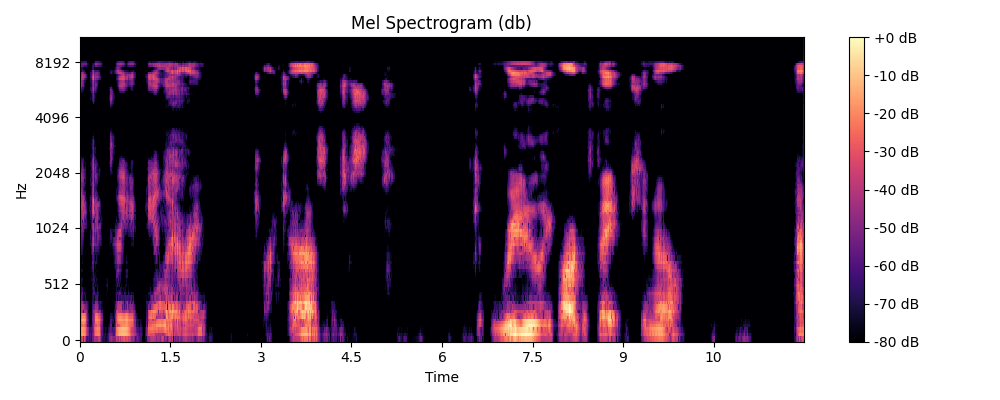 Mel Spectrogram (db)
Hz
8192
4096
2048
1024
512
0
0 1.5 3 4.5 6 7.5 9 10
Time
+0 dB
-10 dB
-20 dB
-30 dB
-40 dB
-50 dB
-60 dB
-70 dB
-80 dB